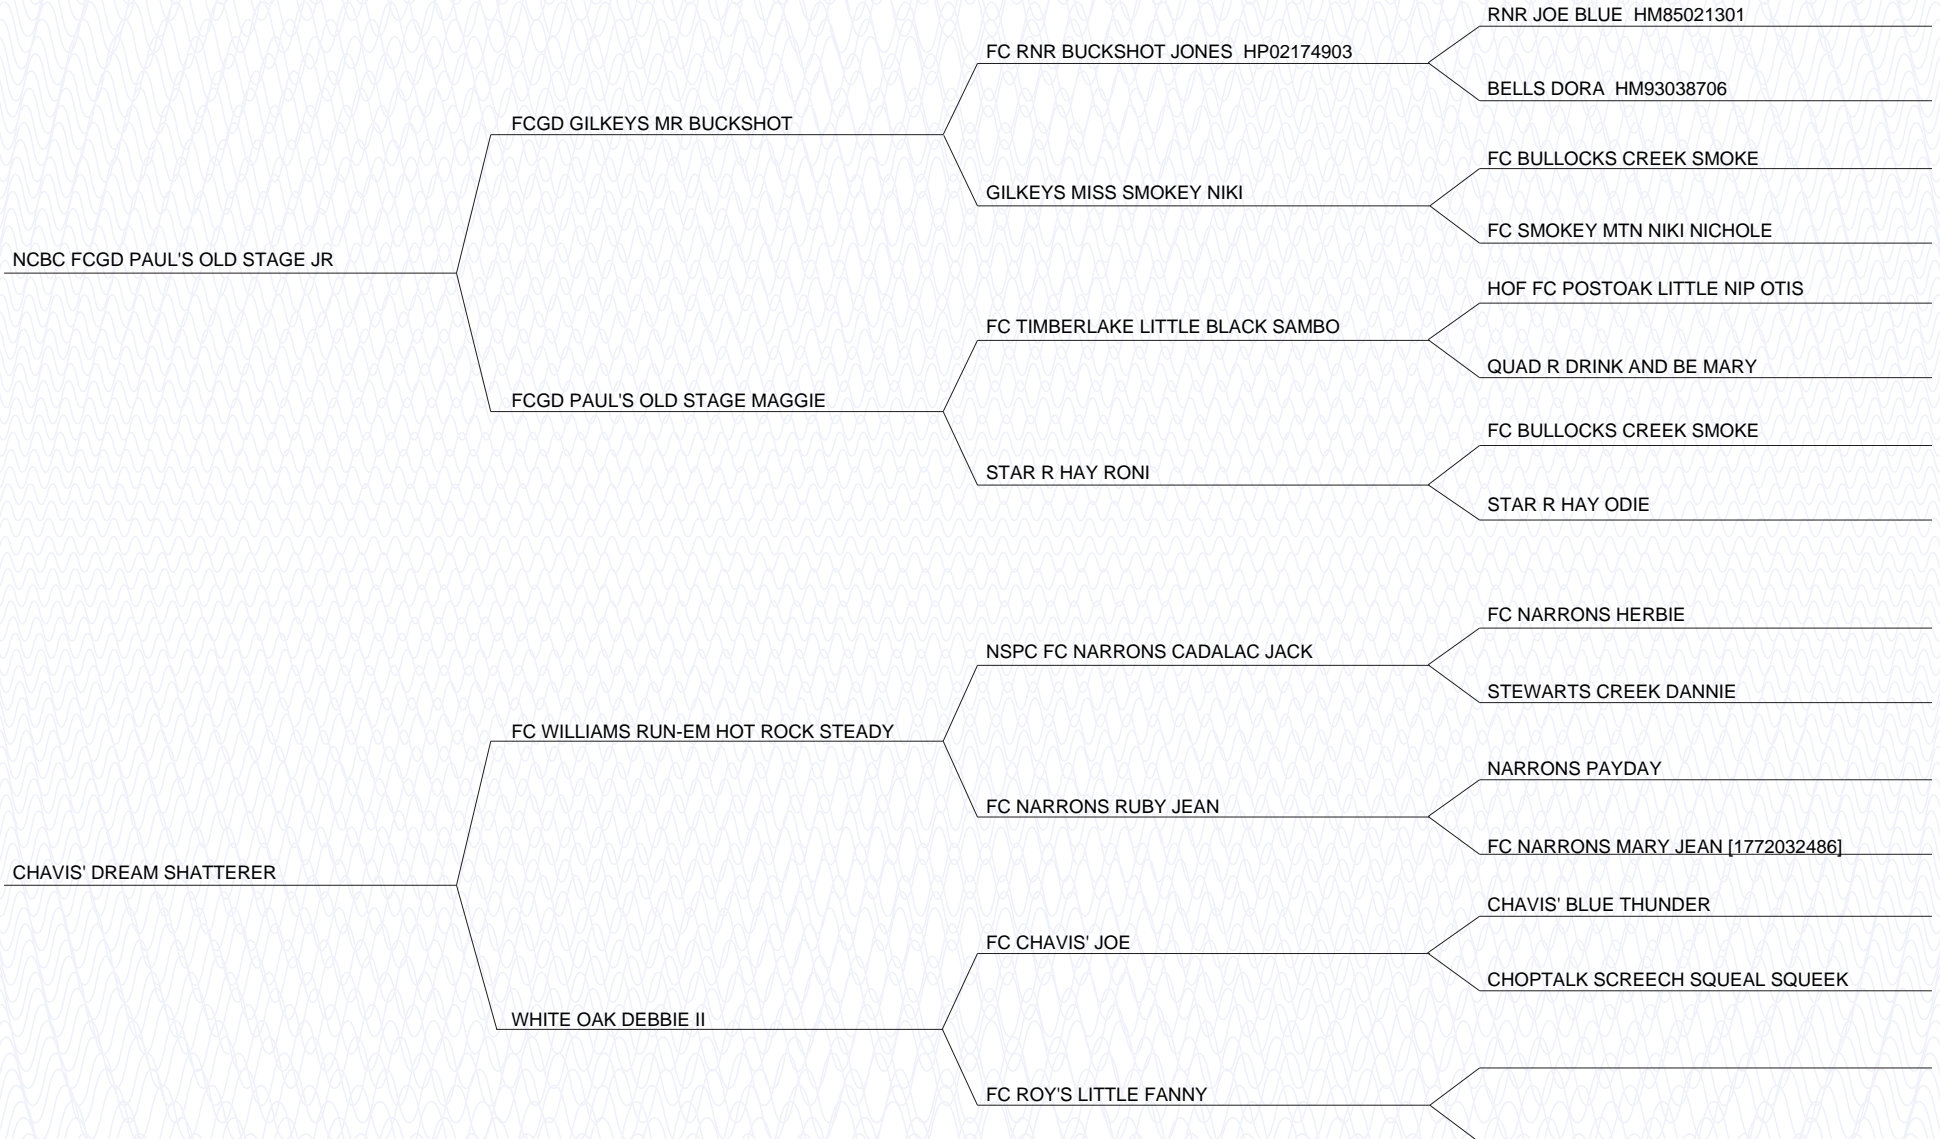 RNR JOE BLUE  HM85021301
FC RNR BUCKSHOT JONES  HP02174903
BELLS DORA  HM93038706
FCGD GILKEYS MR BUCKSHOT
FC BULLOCKS CREEK SMOKE
GILKEYS MISS SMOKEY NIKI
FC SMOKEY MTN NIKI NICHOLE
NCBC FCGD PAUL'S OLD STAGE JR
HOF FC POSTOAK LITTLE NIP OTIS
FC TIMBERLAKE LITTLE BLACK SAMBO
QUAD R DRINK AND BE MARY
FCGD PAUL'S OLD STAGE MAGGIE
FC BULLOCKS CREEK SMOKE
STAR R HAY RONI
STAR R HAY ODIE
FC NARRONS HERBIE
NSPC FC NARRONS CADALAC JACK
STEWARTS CREEK DANNIE
FC WILLIAMS RUN-EM HOT ROCK STEADY
NARRONS PAYDAY
FC NARRONS RUBY JEAN
FC NARRONS MARY JEAN [1772032486]
CHAVIS' DREAM SHATTERER
CHAVIS' BLUE THUNDER
FC CHAVIS' JOE
CHOPTALK SCREECH SQUEAL SQUEEK
WHITE OAK DEBBIE II
FC ROY'S LITTLE FANNY